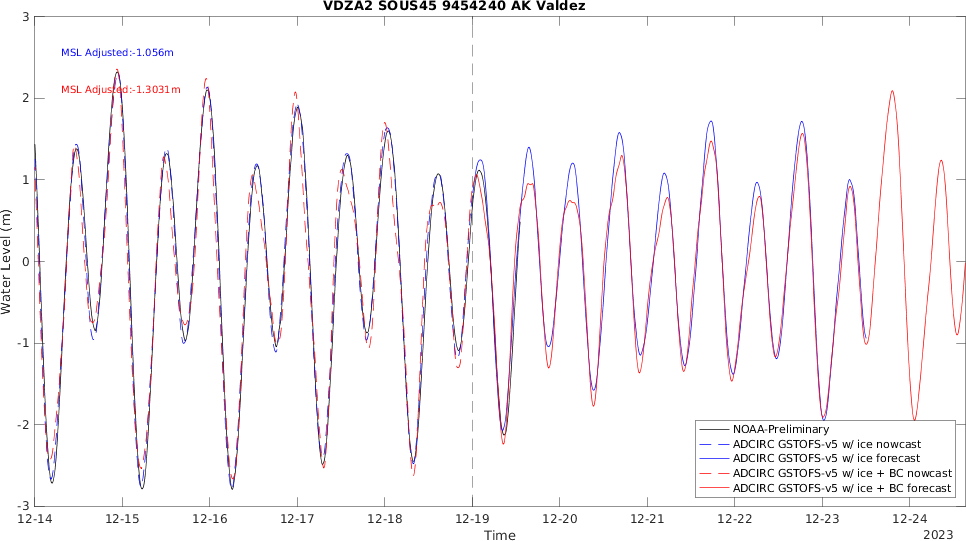 VDZA2 SOUS45 9454240 AK Valdez
MSL Adjusted:-1.056m
MSL Adjusted:-1.3031m
Water Level (m)
3
2
1
0
-1
-2
-3
NOAA-Preliminary
ADCIRC GSTOFS-v5 w/ ice nowcast
ADCIRC GSTOFS-v5 w/ ice forecast
ADCIRC GSTOFS-v5 w/ ice + BC nowcast
ADCIRC GSTOFS-v5 w/ ice + BC forecast
12-14 12-15 12-16 12-17 12-18 12-19 12-20 12-21 12-22 12-23 12-24
Time
2023